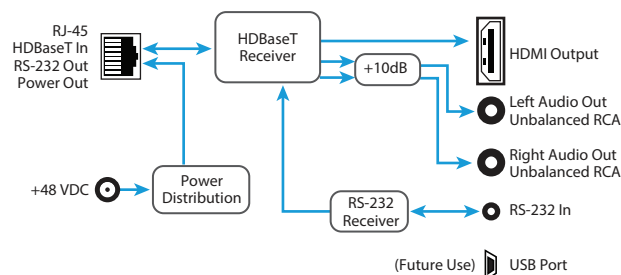 RJ-45
HDBaseT In
RS-232 Out
Power Out
HDBaseT
Receiver
+10dB
HDMI Output
Left Audio Out
Unbalanced RCA
Right Audio Out
Unbalanced RCA
+48 VDC
Power
Distribution
RS-232
Receiver
RS-232 In
(Future Use)
USB Port